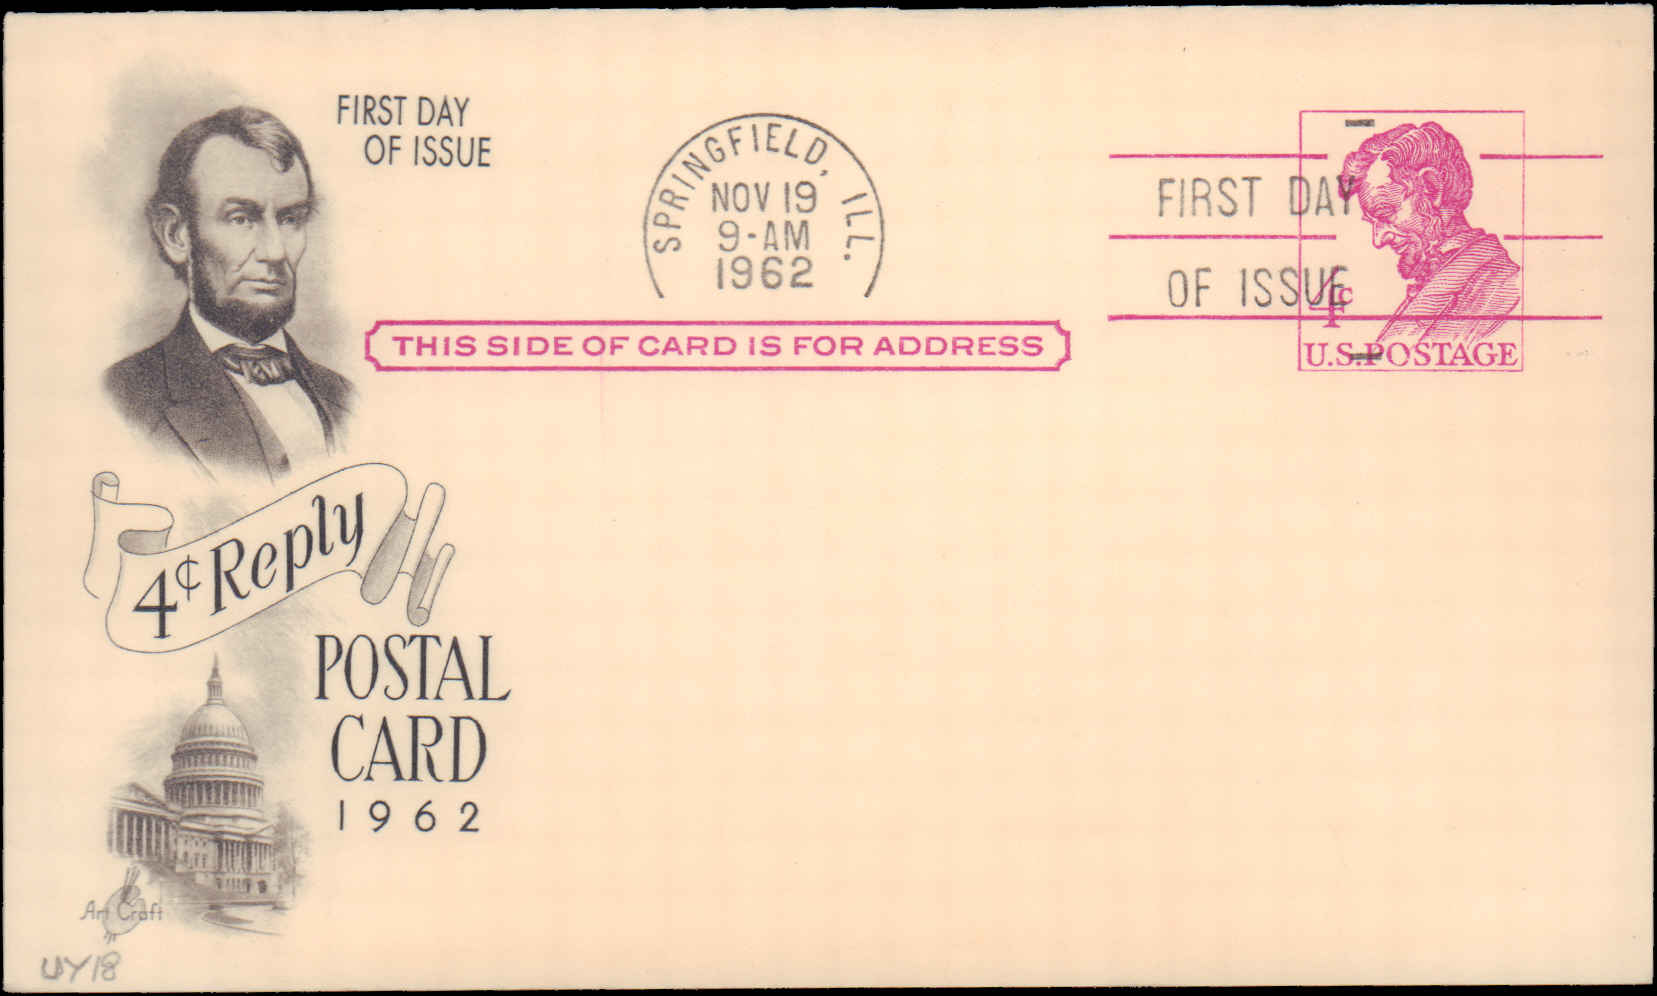 FIRST DAY
OF ISSUE
SPRINGFIELD, ILL.
NOV 19
9-AM
1962
FIRST DAY
OF ISSUE
4c
U.S.POSTAGE
THIS SIDE OF CARD IS FOR ADDRESS
4¢ Reply
POSTAL
CARD
1962
Art Craft
UY18